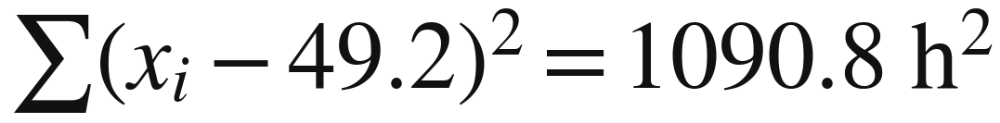 ∑(xᵢ − 49.2)² = 1090.8 h²